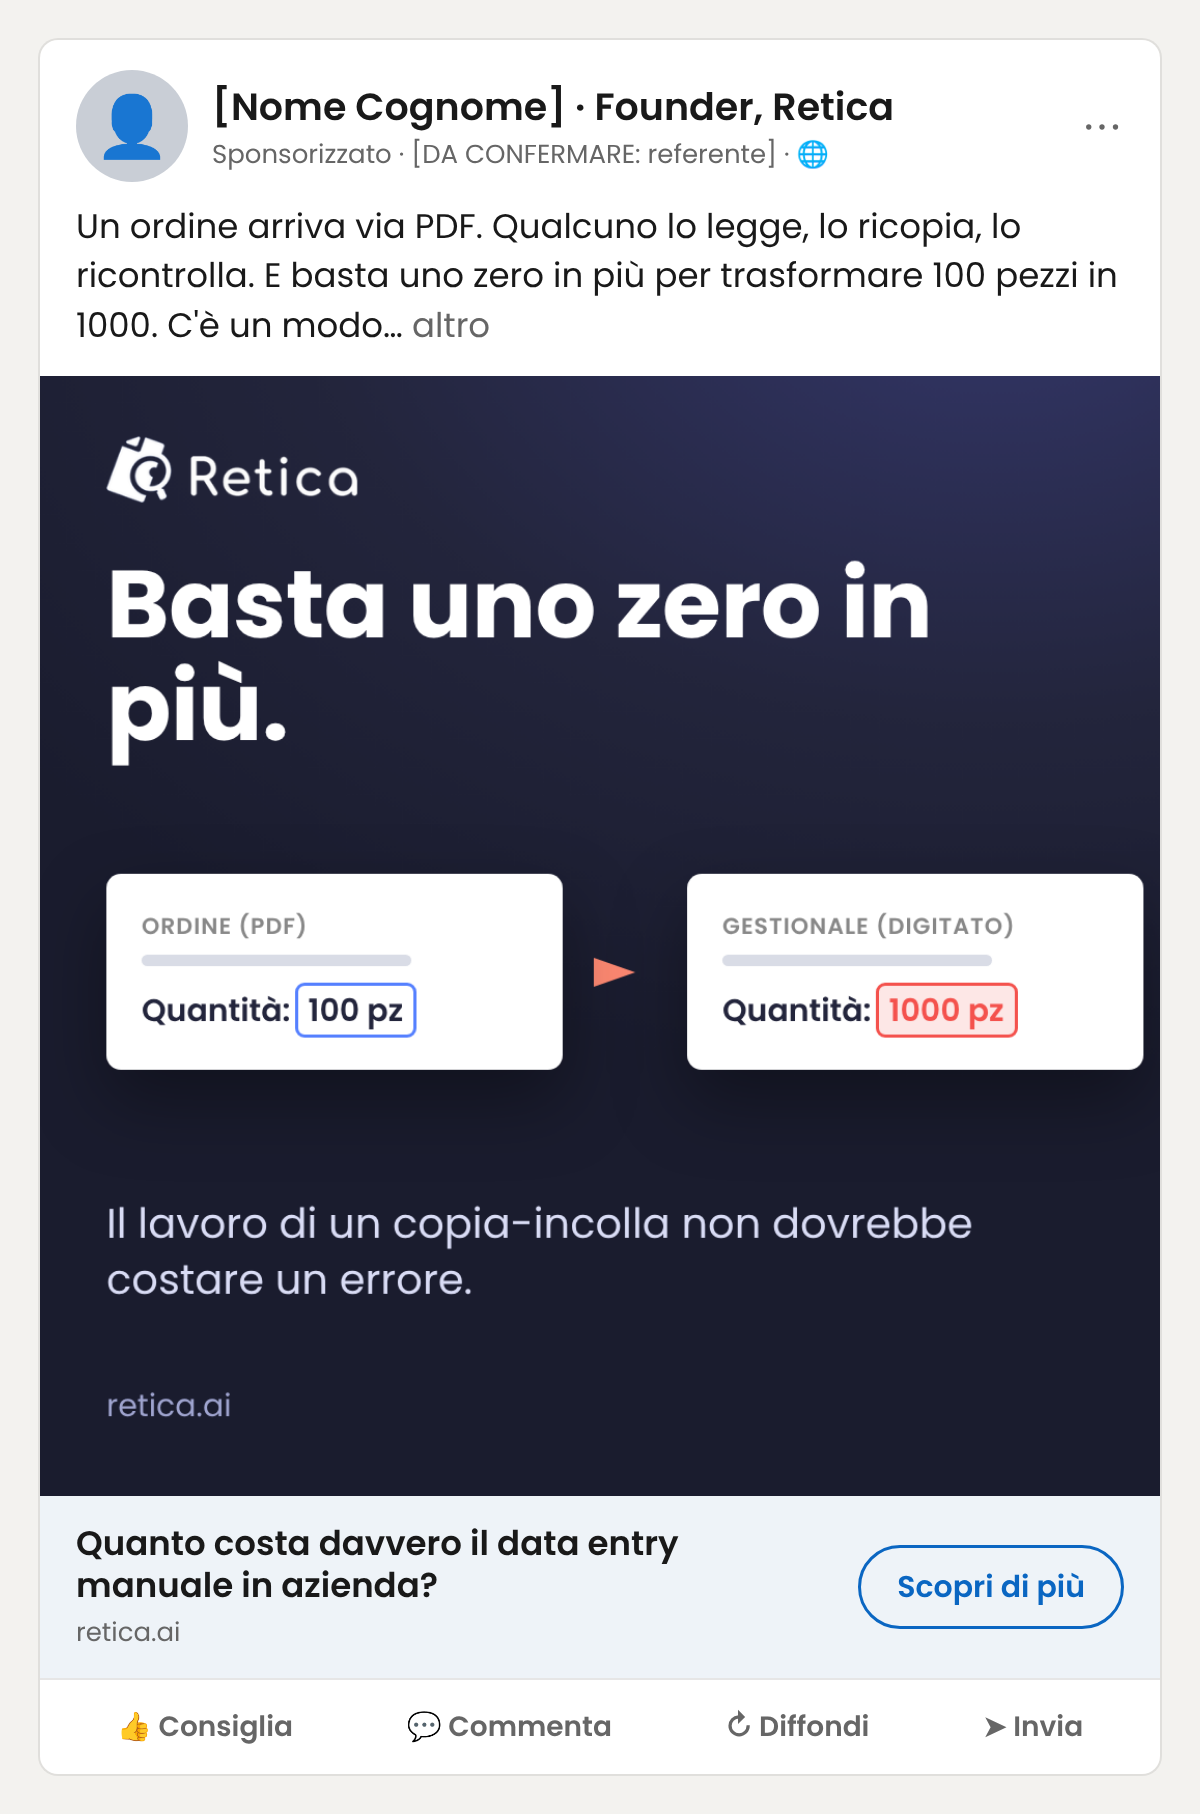 [Nome Cognome] · Founder, Retica
Sponsorizzato · [DA CONFERMARE: referente] · 🌐
Un ordine arriva via PDF. Qualcuno lo legge, lo ricopia, lo
ricontrolla. E basta uno zero in più per trasformare 100 pezzi in
1000. C'è un modo... altro
Retica
Basta uno zero in
più.
ORDINE (PDF)
Quantità: 100 pz
GESTIONALE (DIGITATO)
Quantità: 1000 pz
Il lavoro di un copia-incolla non dovrebbe
costare un errore.
retica.ai
Quanto costa davvero il data entry
manuale in azienda?
retica.ai
Scopri di più
👍 Consiglia
💬 Commenta
↻ Diffondi
➤ Invia